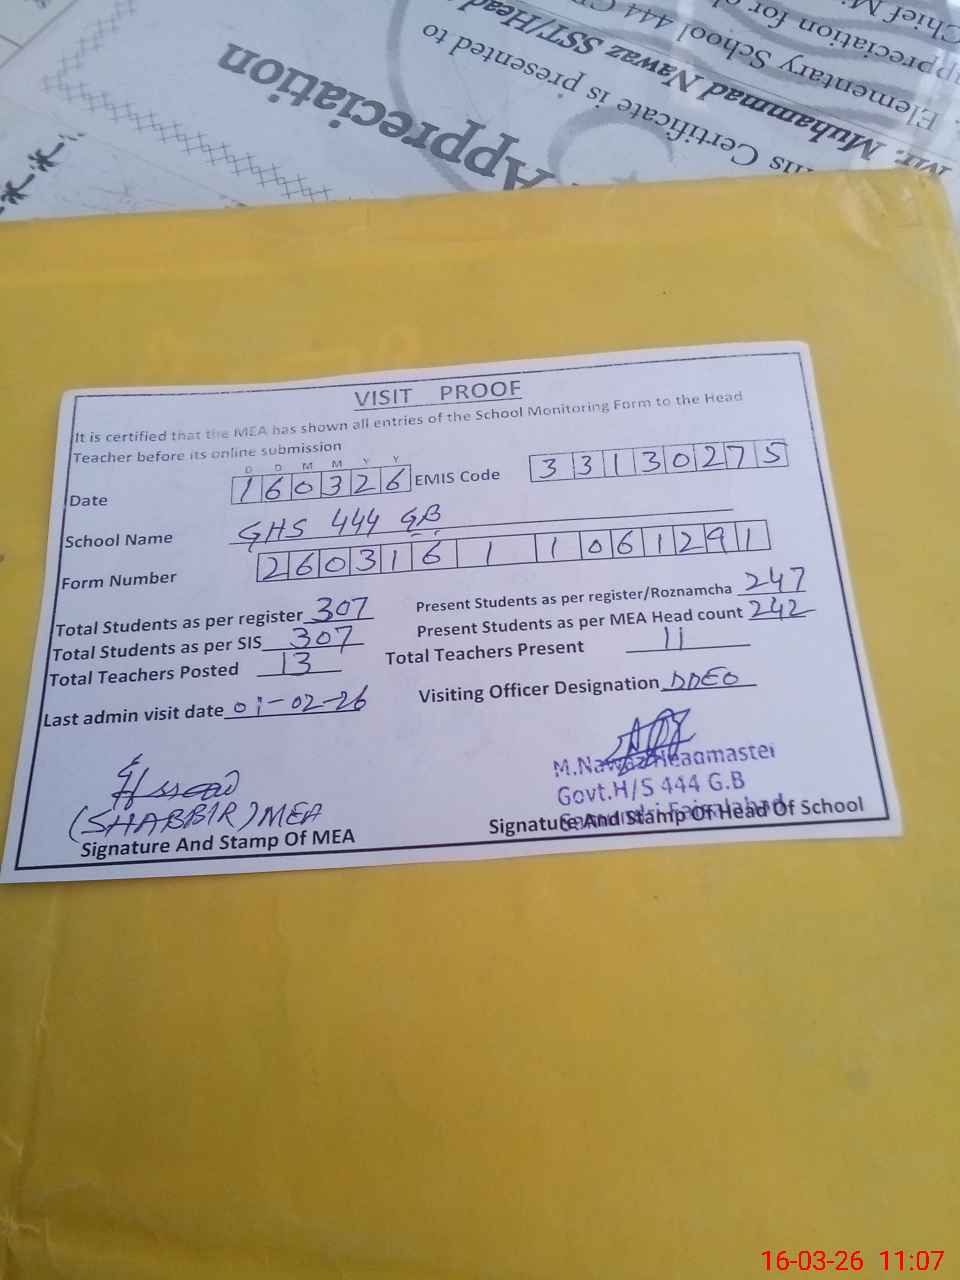 Chief M
appreciation for
Elementary School 444
Mr. Muhammad Nawaz SST/Head
Certificate is presented to
Appreciation
VISIT PROOF
It is certified that the MEA has shown all entries of the School Monitoring Form to the Head
Teacher before its online submission
D D M M Y Y
Date 160326 EMIS Code 33130275
School Name GHS 444 GB
Form Number 26031611061291
Total Students as per register 307 Present Students as per register/Roznamcha 247
Total Students as per SIS 307 Present Students as per MEA Head count 242
Total Teachers Posted 13 Total Teachers Present 11
Last admin visit date 01-02-26 Visiting Officer Designation DDEO
(SHABBIR) MEA
Signature And Stamp Of MEA
M.Nawaz Headmaster
Govt.H/S 444 G.B
Signature And Stamp Of Head Of School
16-03-26 11:07